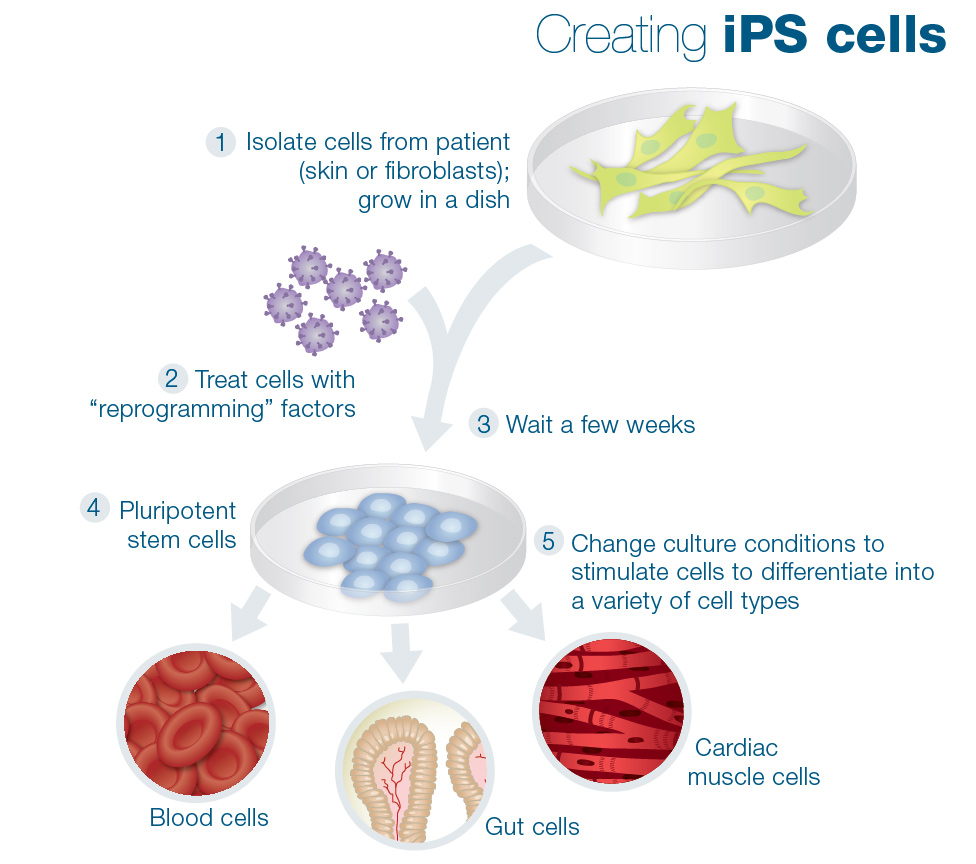 Creating iPS cells
1 Isolate cells from patient
(skin or fibroblasts);
grow in a dish
2 Treat cells with
“reprogramming” factors
3 Wait a few weeks
4 Pluripotent
stem cells
5 Change culture conditions to
stimulate cells to differentiate into
a variety of cell types
Blood cells
Gut cells
Cardiac
muscle cells